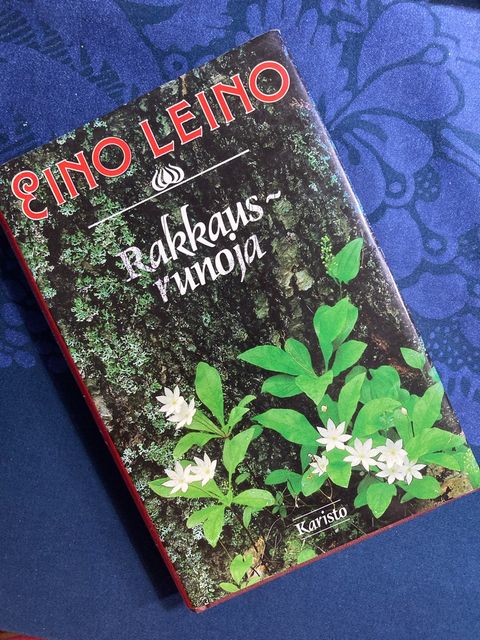 EINO LEINO
Rakkaus~
runoja
Karisto